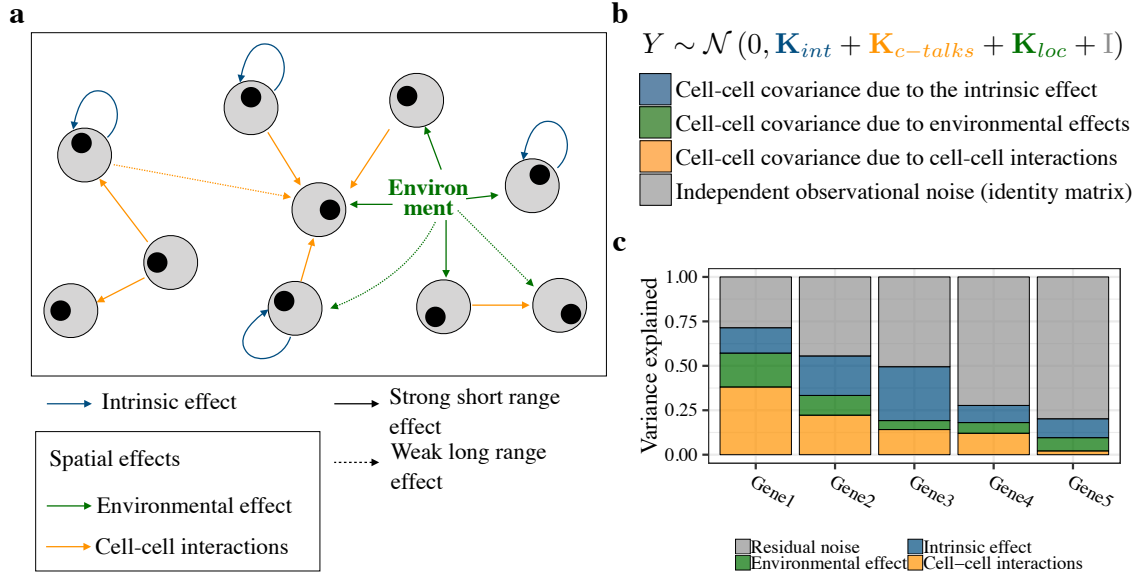 a
Environ
ment
Intrinsic effect
Strong short range
effect
Weak long range
effect
Spatial effects
Environmental effect
Cell-cell interactions
b
Y ∼ 𝒩 (0, K_int + K_c−talks + K_loc + I)
Cell-cell covariance due to the intrinsic effect
Cell-cell covariance due to environmental effects
Cell-cell covariance due to cell-cell interactions
Independent observational noise (identity matrix)
c
Variance explained
1.00
0.75
0.50
0.25
0.00
Gene1
Gene2
Gene3
Gene4
Gene5
Residual noise
Intrinsic effect
Environmental effect
Cell−cell interactions